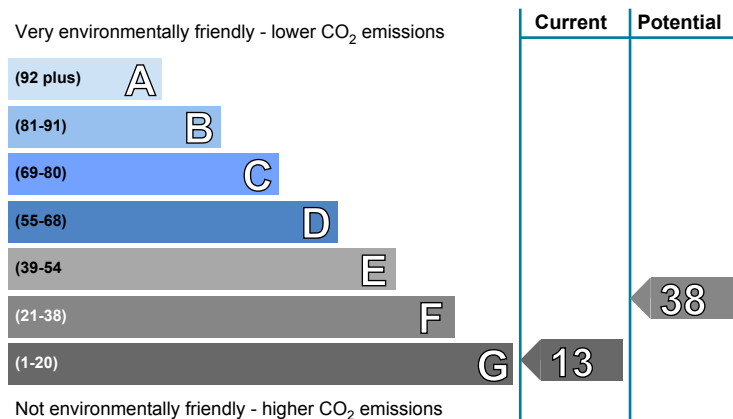 Current Potential
Very environmentally friendly - lower CO₂ emissions
(92 plus) A
(81-91) B
(69-80) C
(55-68) D
(39-54 E
(21-38) F
38
(1-20) G 13
Not environmentally friendly - higher CO₂ emissions